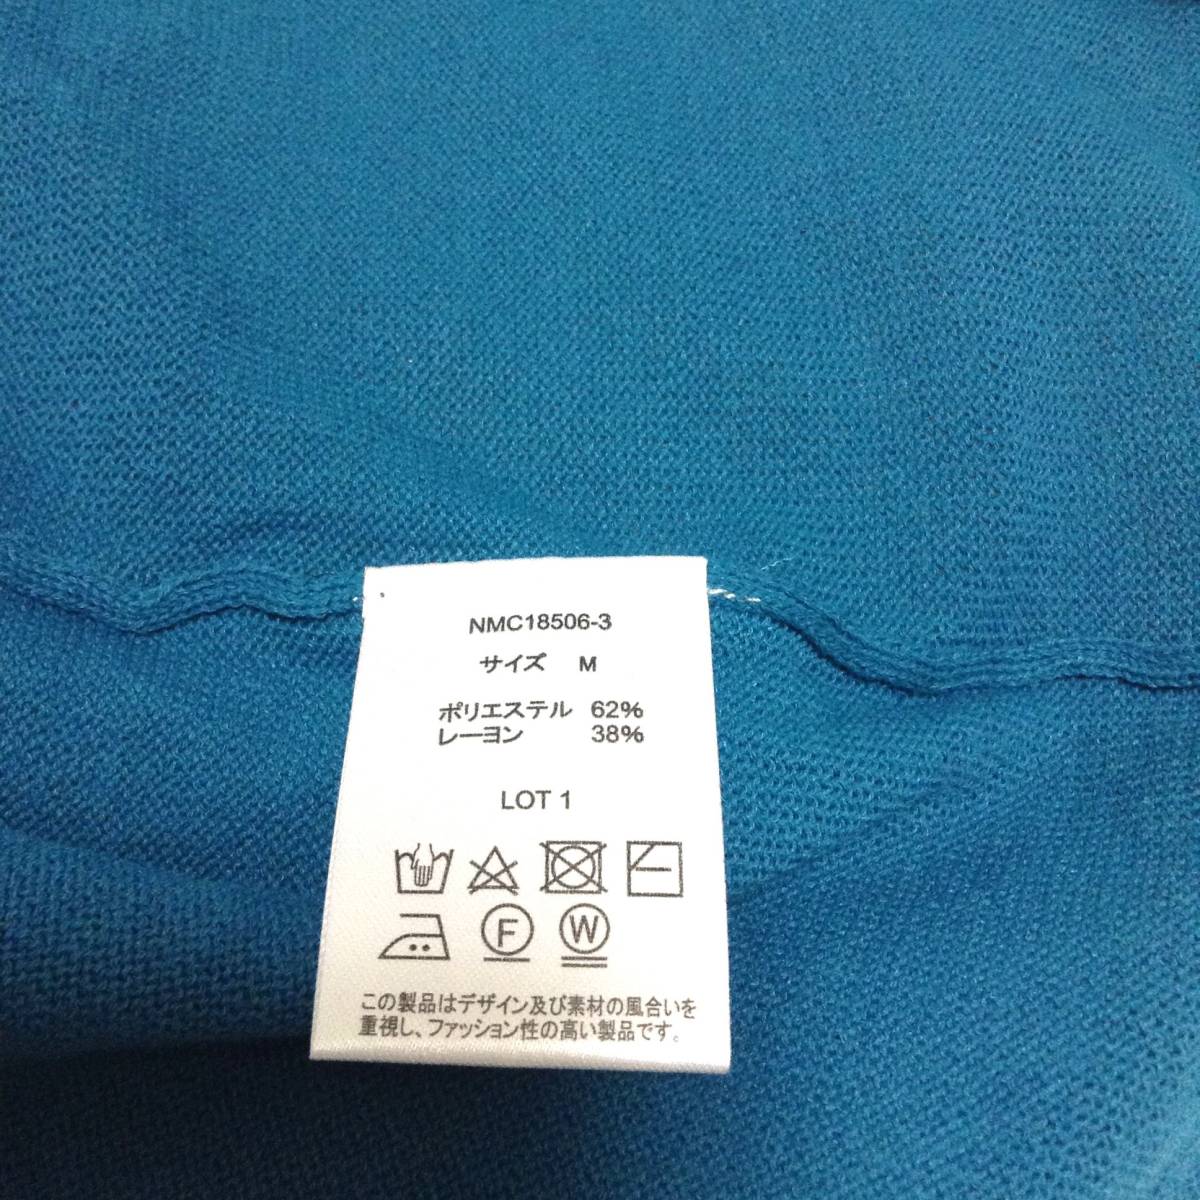 NMC18506-3
サイズ M
ポリエステル 62%
レーヨン 38%
LOT 1
F W
この製品はデザイン及び素材の風合いを
重視し、ファッション性の高い製品です。